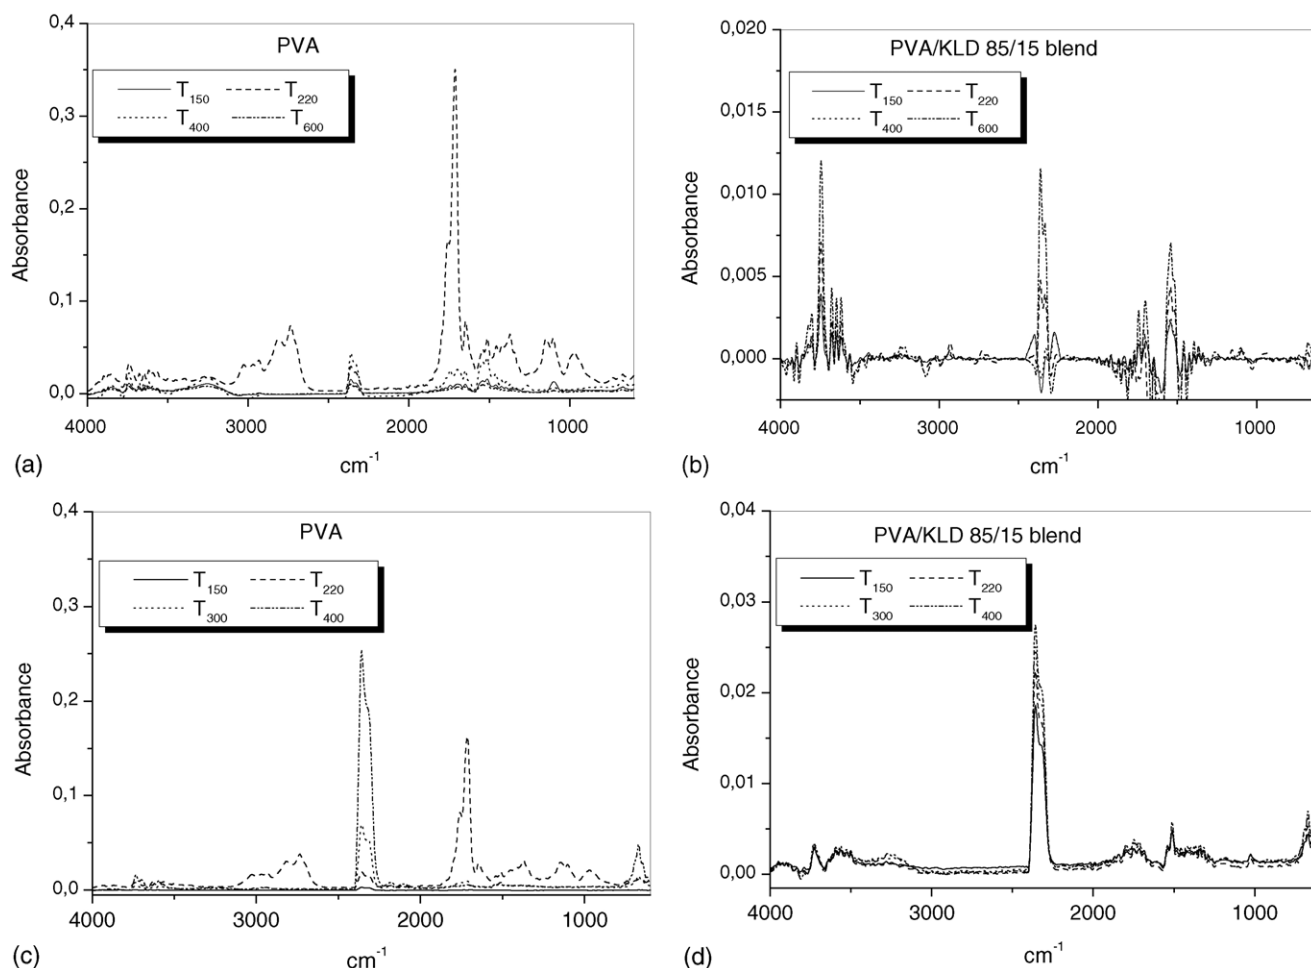 0,4
PVA
T150 T220
T400 T600
0,3
0,2
0,1
0,0
Absorbance
4000 3000 2000 1000
cm-1
(a)
0,020
PVA/KLD 85/15 blend
T150 T220
T400 T600
0,015
0,010
0,005
0,000
Absorbance
4000 3000 2000 1000
cm-1
(b)
0,4
PVA
T150 T220
T300 T400
0,3
0,2
0,1
0,0
Absorbance
4000 3000 2000 1000
cm-1
(c)
0,04
PVA/KLD 85/15 blend
T150 T220
T300 T400
0,03
0,02
0,01
0,00
Absorbance
4000 3000 2000 1000
cm-1
(d)